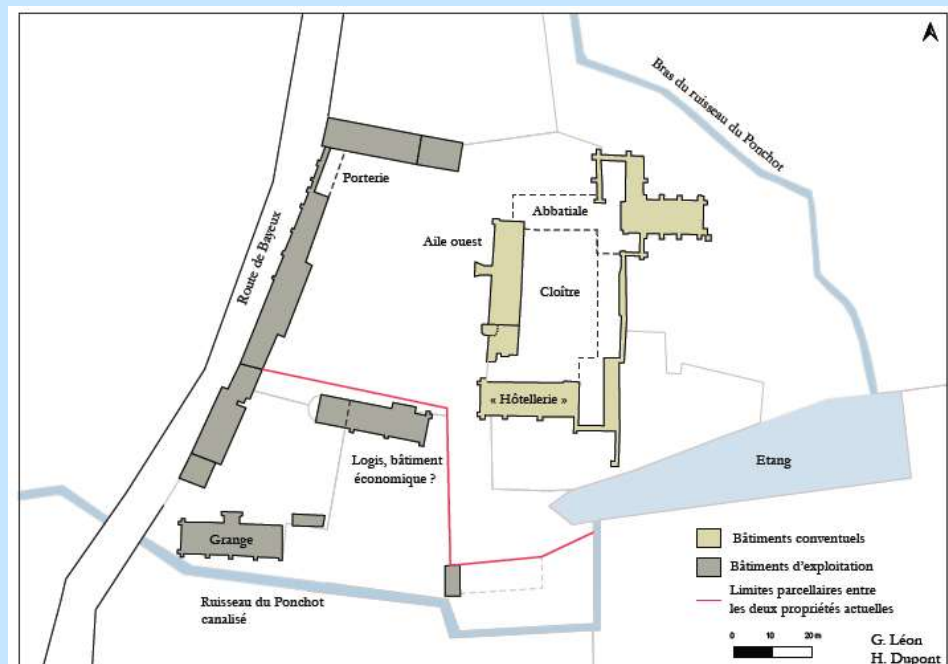 Bras du ruisseau du Ponchot
Porterie
Abbatiale
Route de Bayeux
Aile ouest
Cloître
« Hôtellerie »
Logis, bâtiment
économique ?
Etang
Grange
Bâtiments conventuels
Bâtiments d'exploitation
Limites parcellaires entre
les deux propriétés actuelles
Ruisseau du Ponchot
canalisé
0 10 20 m
G. Léon
H. Dupont